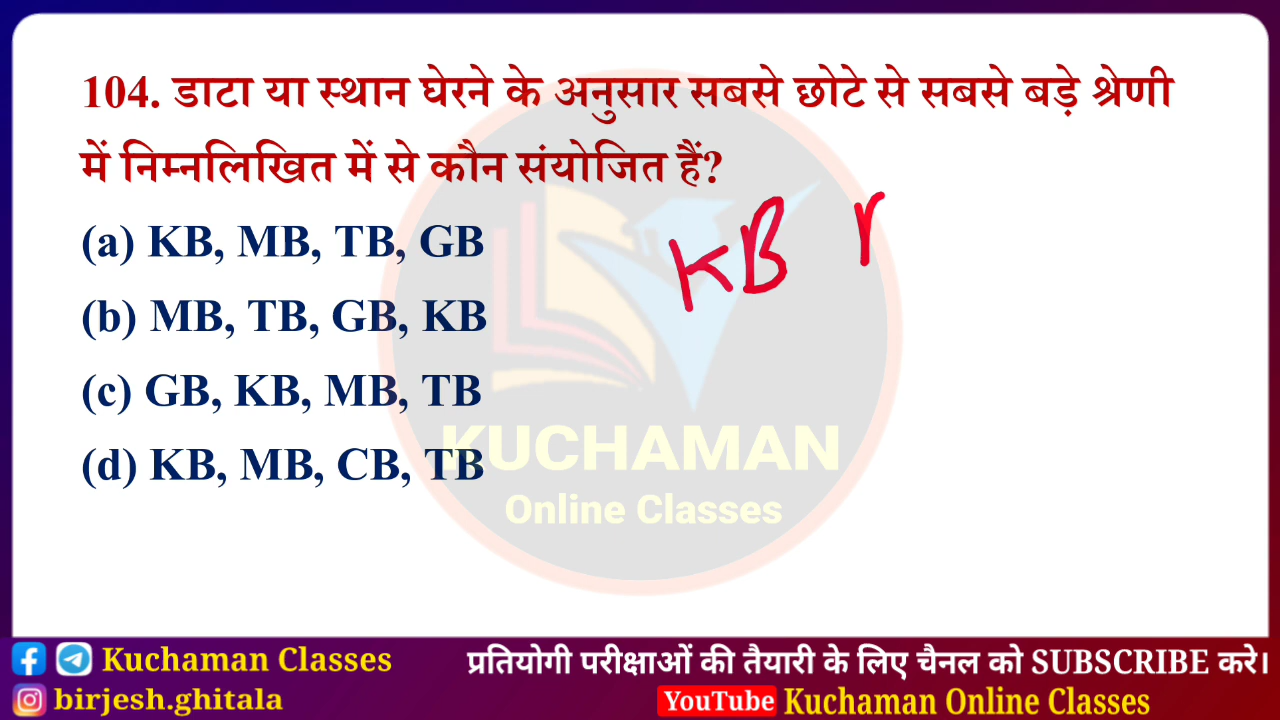 104. डाटा या स्थान घेरने के अनुसार सबसे छोटे से सबसे बड़े श्रेणी
में निम्नलिखित में से कौन संयोजित हैं?
(a) KB, MB, TB, GB
(b) MB, TB, GB, KB
(c) GB, KB, MB, TB
(d) KB, MB, CB, TB
KB
KUCHAMAN
Online Classes
Kuchaman Classes
birjesh.ghitala
प्रतियोगी परीक्षाओं की तैयारी के लिए चैनल को SUBSCRIBE करे।
YouTube Kuchaman Online Classes